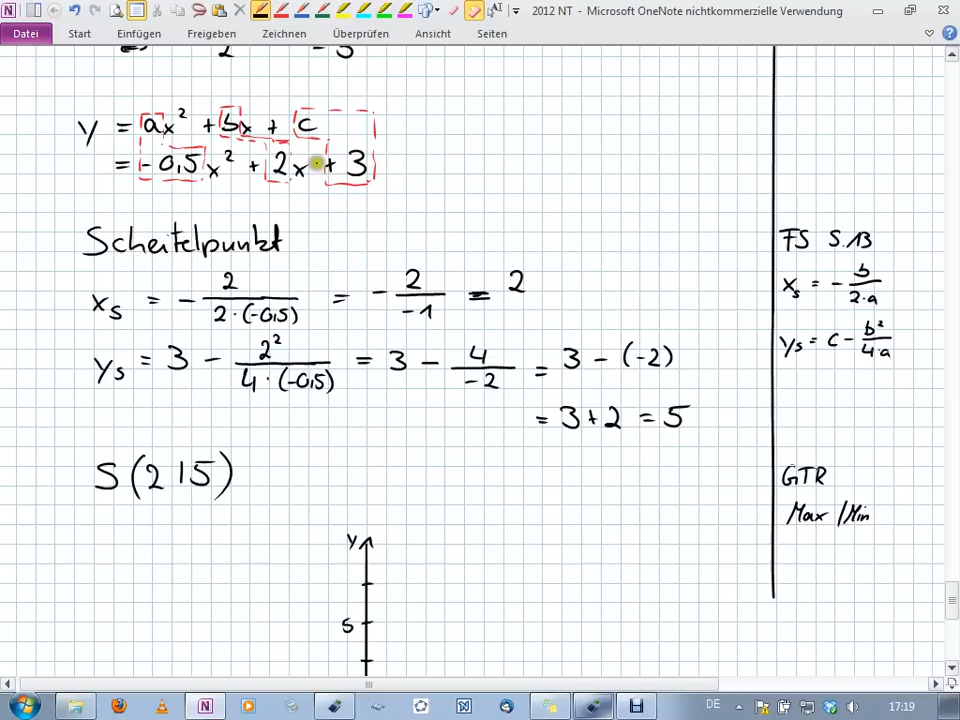 2012 NT - Microsoft OneNote nichtkommerzielle Verwendung
Datei Start Einfügen Freigeben Zeichnen Überprüfen Ansicht Seiten
y = ax² + bx + c
= -0,5x² + 2x + 3
Scheitelpunkt
xₛ = - 2/(2·(-0,5)) = - 2/-1 = 2
yₛ = 3 - 2²/(4·(-0,5)) = 3 - 4/-2 = 3 - (-2)
= 3+2 = 5
S(2|5)
y
5
FS S.13
xₛ = - b/(2·a)
yₛ = c - b²/(4·a)
GTR
Max/Min
DE 17:19